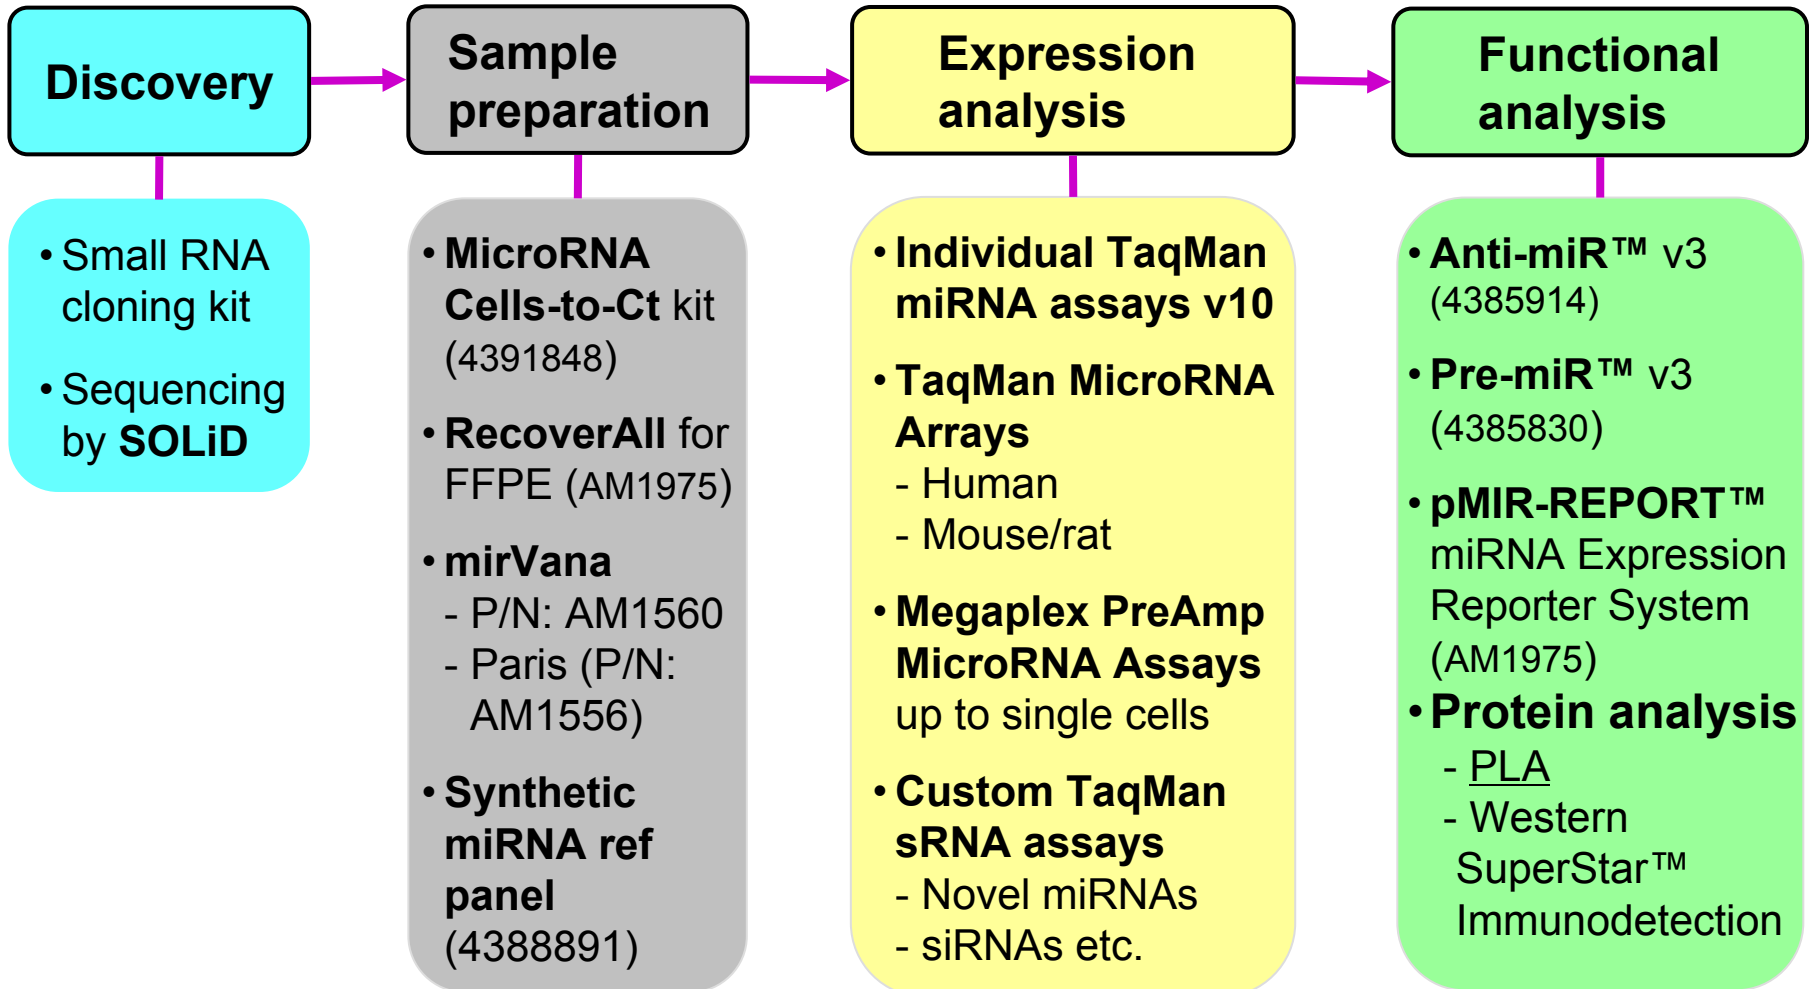 Discovery
Sample
preparation
Expression
analysis
Functional
analysis
• Small RNA
cloning kit
• Sequencing
by SOLiD
• MicroRNA
Cells-to-Ct kit
(4391848)
• RecoverAll for
FFPE (AM1975)
• mirVana
- P/N: AM1560
- Paris (P/N:
AM1556)
• Synthetic
miRNA ref
panel
(4388891)
• Individual TaqMan
miRNA assays v10
• TaqMan MicroRNA
Arrays
- Human
- Mouse/rat
• Megaplex PreAmp
MicroRNA Assays
up to single cells
• Custom TaqMan
sRNA assays
- Novel miRNAs
- siRNAs etc.
• Anti-miR™ v3
(4385914)
• Pre-miR™ v3
(4385830)
• pMIR-REPORT™
miRNA Expression
Reporter System
(AM1975)
• Protein analysis
- PLA
- Western
SuperStar™
Immunodetection